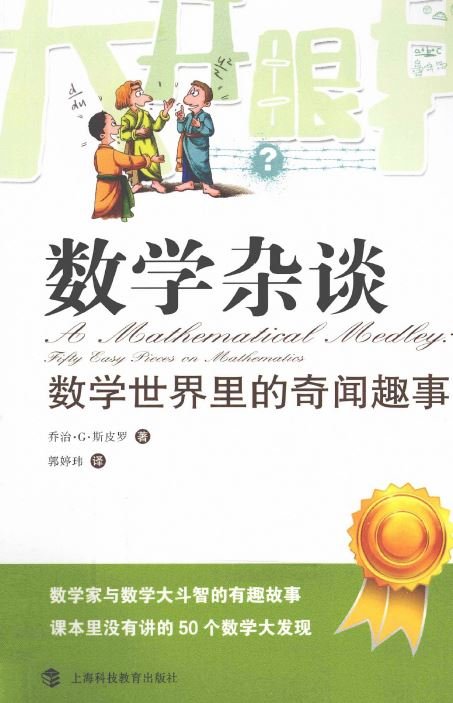 大开眼界
a+b=c
d/du
数学杂谈
A Mathematical Medley:
Fifty Easy Pieces on Mathematics
数学世界里的奇闻趣事
乔治·G·斯皮罗 著
郭婷玮 译
数学家与数学大斗智的有趣故事
课本里没有讲的 50 个数学大发现
上海科技教育出版社